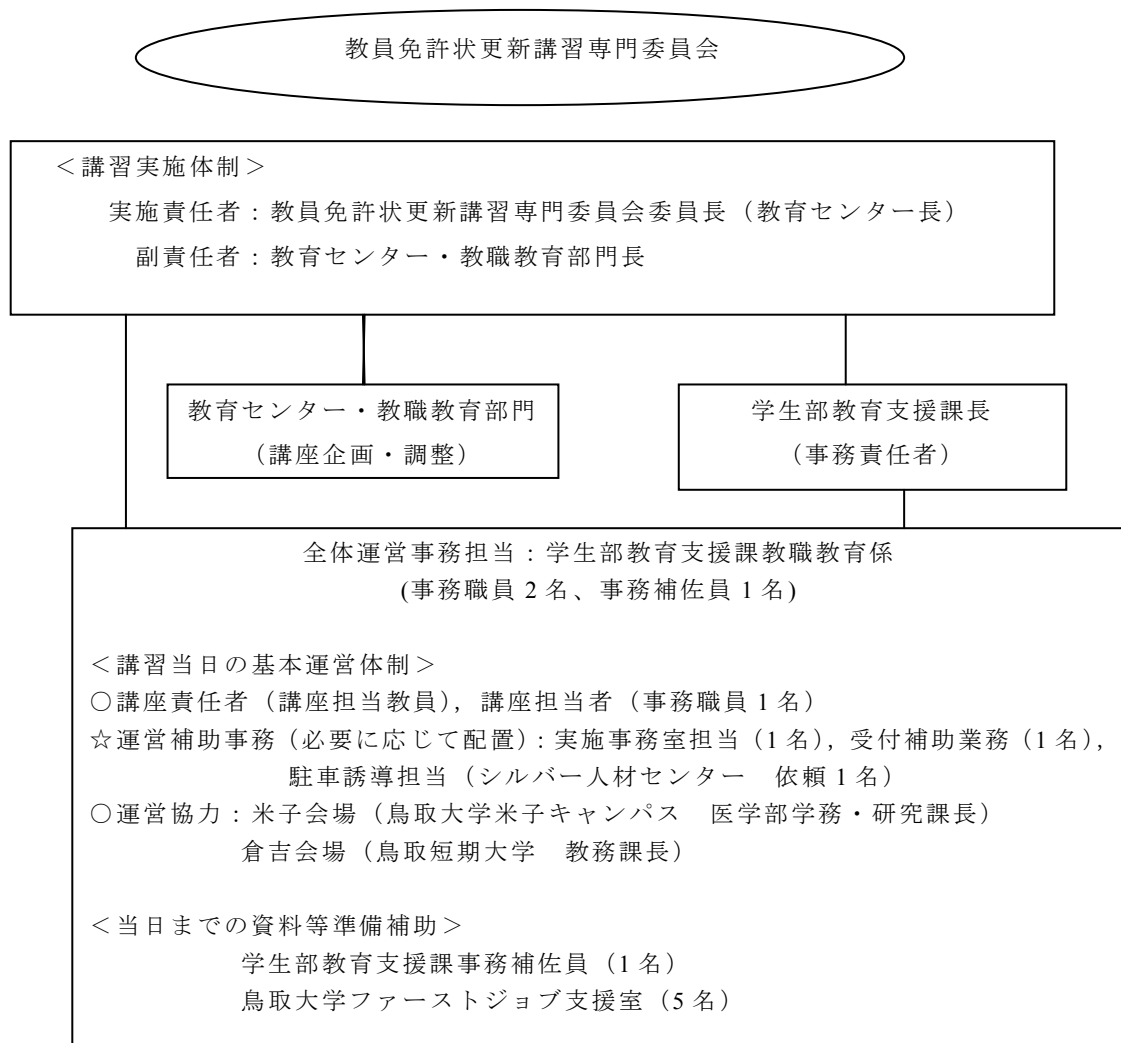 教員免許状更新講習専門委員会
＜講習実施体制＞
実施責任者：教員免許状更新講習専門委員会委員長（教育センター長）
副責任者：教育センター・教職教育部門長
教育センター・教職教育部門
（講座企画・調整）
学生部教育支援課長
（事務責任者）
全体運営事務担当：学生部教育支援課教職教育係
(事務職員 2 名、事務補佐員 1 名)
＜講習当日の基本運営体制＞
○講座責任者（講座担当教員），講座担当者（事務職員 1 名）
☆運営補助事務（必要に応じて配置）：実施事務室担当（1 名），受付補助業務（1 名），
駐車誘導担当（シルバー人材センター　依頼 1 名）
○運営協力：米子会場（鳥取大学米子キャンパス　医学部学務・研究課長）
倉吉会場（鳥取短期大学　教務課長）
＜当日までの資料等準備補助＞
学生部教育支援課事務補佐員（1 名）
鳥取大学ファーストジョブ支援室（5 名）